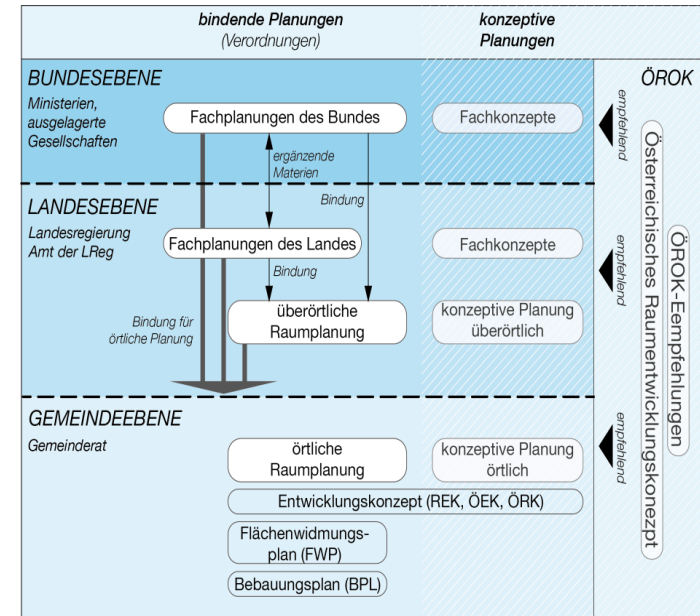 bindende Planungen
(Verordnungen)
konzeptive
Planungen
BUNDESEBENE
Ministerien,
ausgelagerte
Gesellschaften
Fachplanungen des Bundes
Fachkonzepte
ÖROK
empfehlend
ergänzende
Materien
Bindung
LANDESEBENE
Landesregierung
Amt der LReg
Fachplanungen des Landes
Fachkonzepte
empfehlend
Bindung
Bindung für
örtliche Planung
überörtliche
Raumplanung
konzeptive Planung
überörtlich
Österreichisches Raumentwicklungskonezpt
ÖROK-Eempfehlungen
GEMEINDEEBENE
Gemeinderat
örtliche
Raumplanung
konzeptive Planung
örtlich
empfehlend
Entwicklungskonzept (REK, ÖEK, ÖRK)
Flächenwidmungs-
plan (FWP)
Bebauungsplan (BPL)